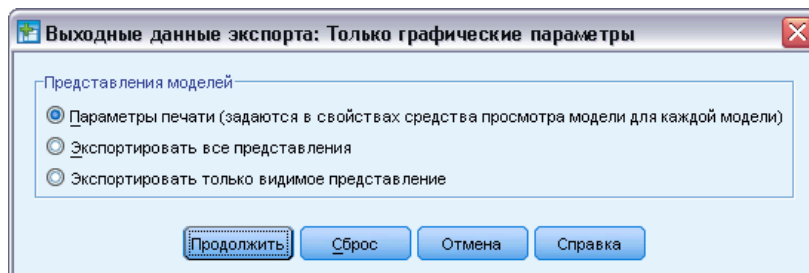 Выходные данные экспорта: Только графические параметры
Представления моделей
Параметры печати (задаются в свойствах средства просмотра модели для каждой модели)
Экспортировать все представления
Экспортировать только видимое представление
Продолжить Сброс Отмена Справка